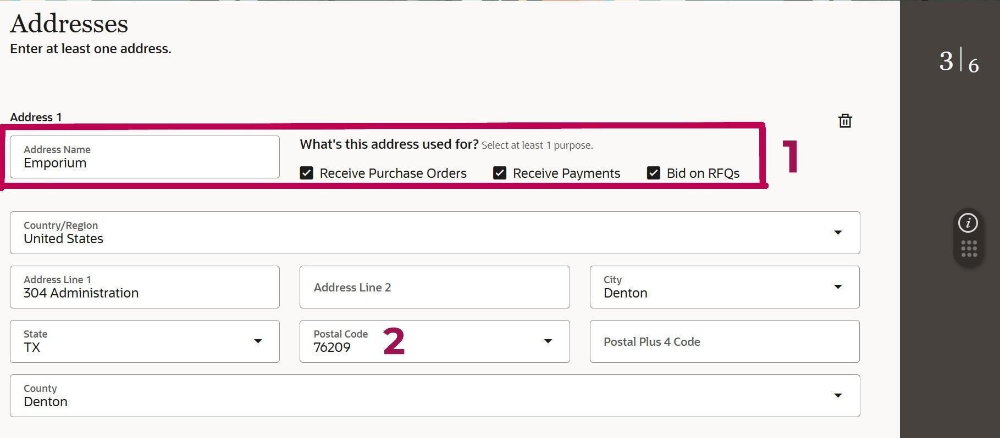 Addresses
Enter at least one address.
3 | 6
Address 1
Address Name
Emporium
What's this address used for? Select at least 1 purpose.
Receive Purchase Orders
Receive Payments
Bid on RFQs
1
Country/Region
United States
Address Line 1
304 Administration
Address Line 2
City
Denton
State
TX
Postal Code
76209
2
Postal Plus 4 Code
County
Denton